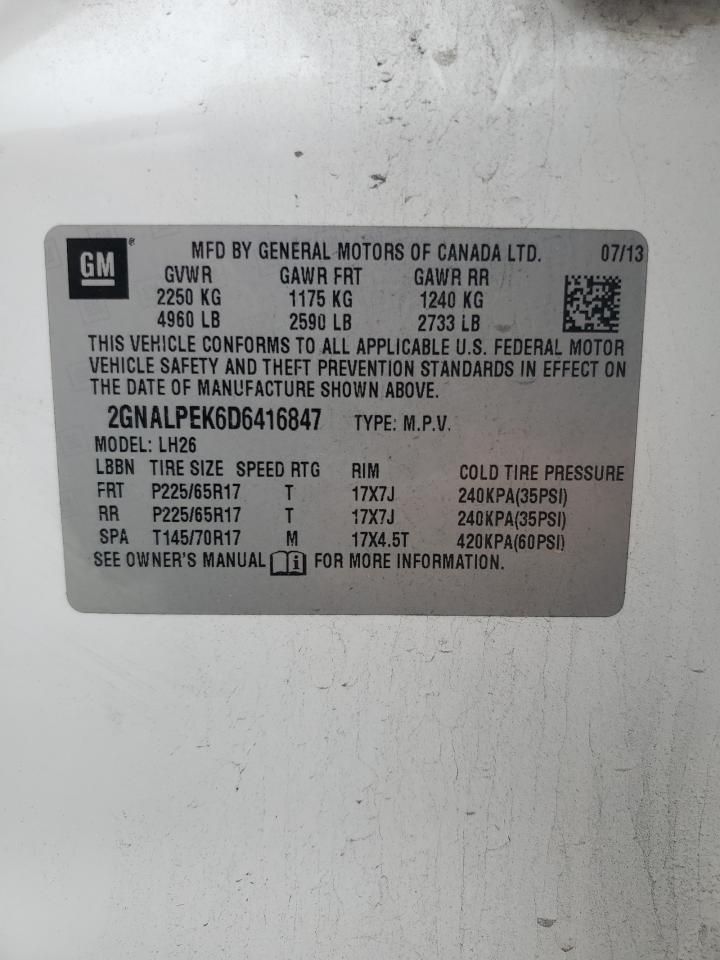 GM® MFD BY GENERAL MOTORS OF CANADA LTD. 07/13
GVWR GAWR FRT GAWR RR
2250 KG 1175 KG 1240 KG
4960 LB 2590 LB 2733 LB
THIS VEHICLE CONFORMS TO ALL APPLICABLE U.S. FEDERAL MOTOR
VEHICLE SAFETY AND THEFT PREVENTION STANDARDS IN EFFECT ON
THE DATE OF MANUFACTURE SHOWN ABOVE.
2GNALPEK6D6416847 TYPE: M.P.V.
MODEL: LH26
LBBN TIRE SIZE SPEED RTG RIM COLD TIRE PRESSURE
FRT P225/65R17 T 17X7J 240KPA(35PSI)
RR P225/65R17 T 17X7J 240KPA(35PSI)
SPA T145/70R17 M 17X4.5T 420KPA(60PSI)
SEE OWNER'S MANUAL FOR MORE INFORMATION.